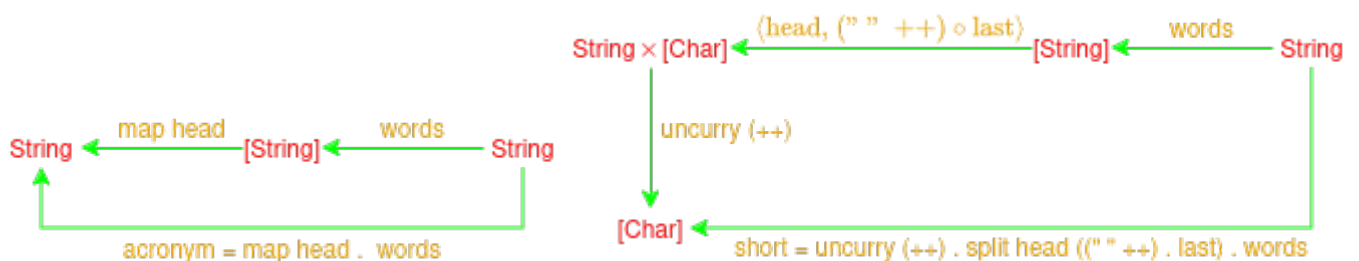 String map head [String] words String
acronym = map head . words
String × [Char] ⟨head, (” ” ++) ∘ last⟩ [String] words String
uncurry (++)
[Char]
short = uncurry (++) . split head ((" " ++) . last) . words